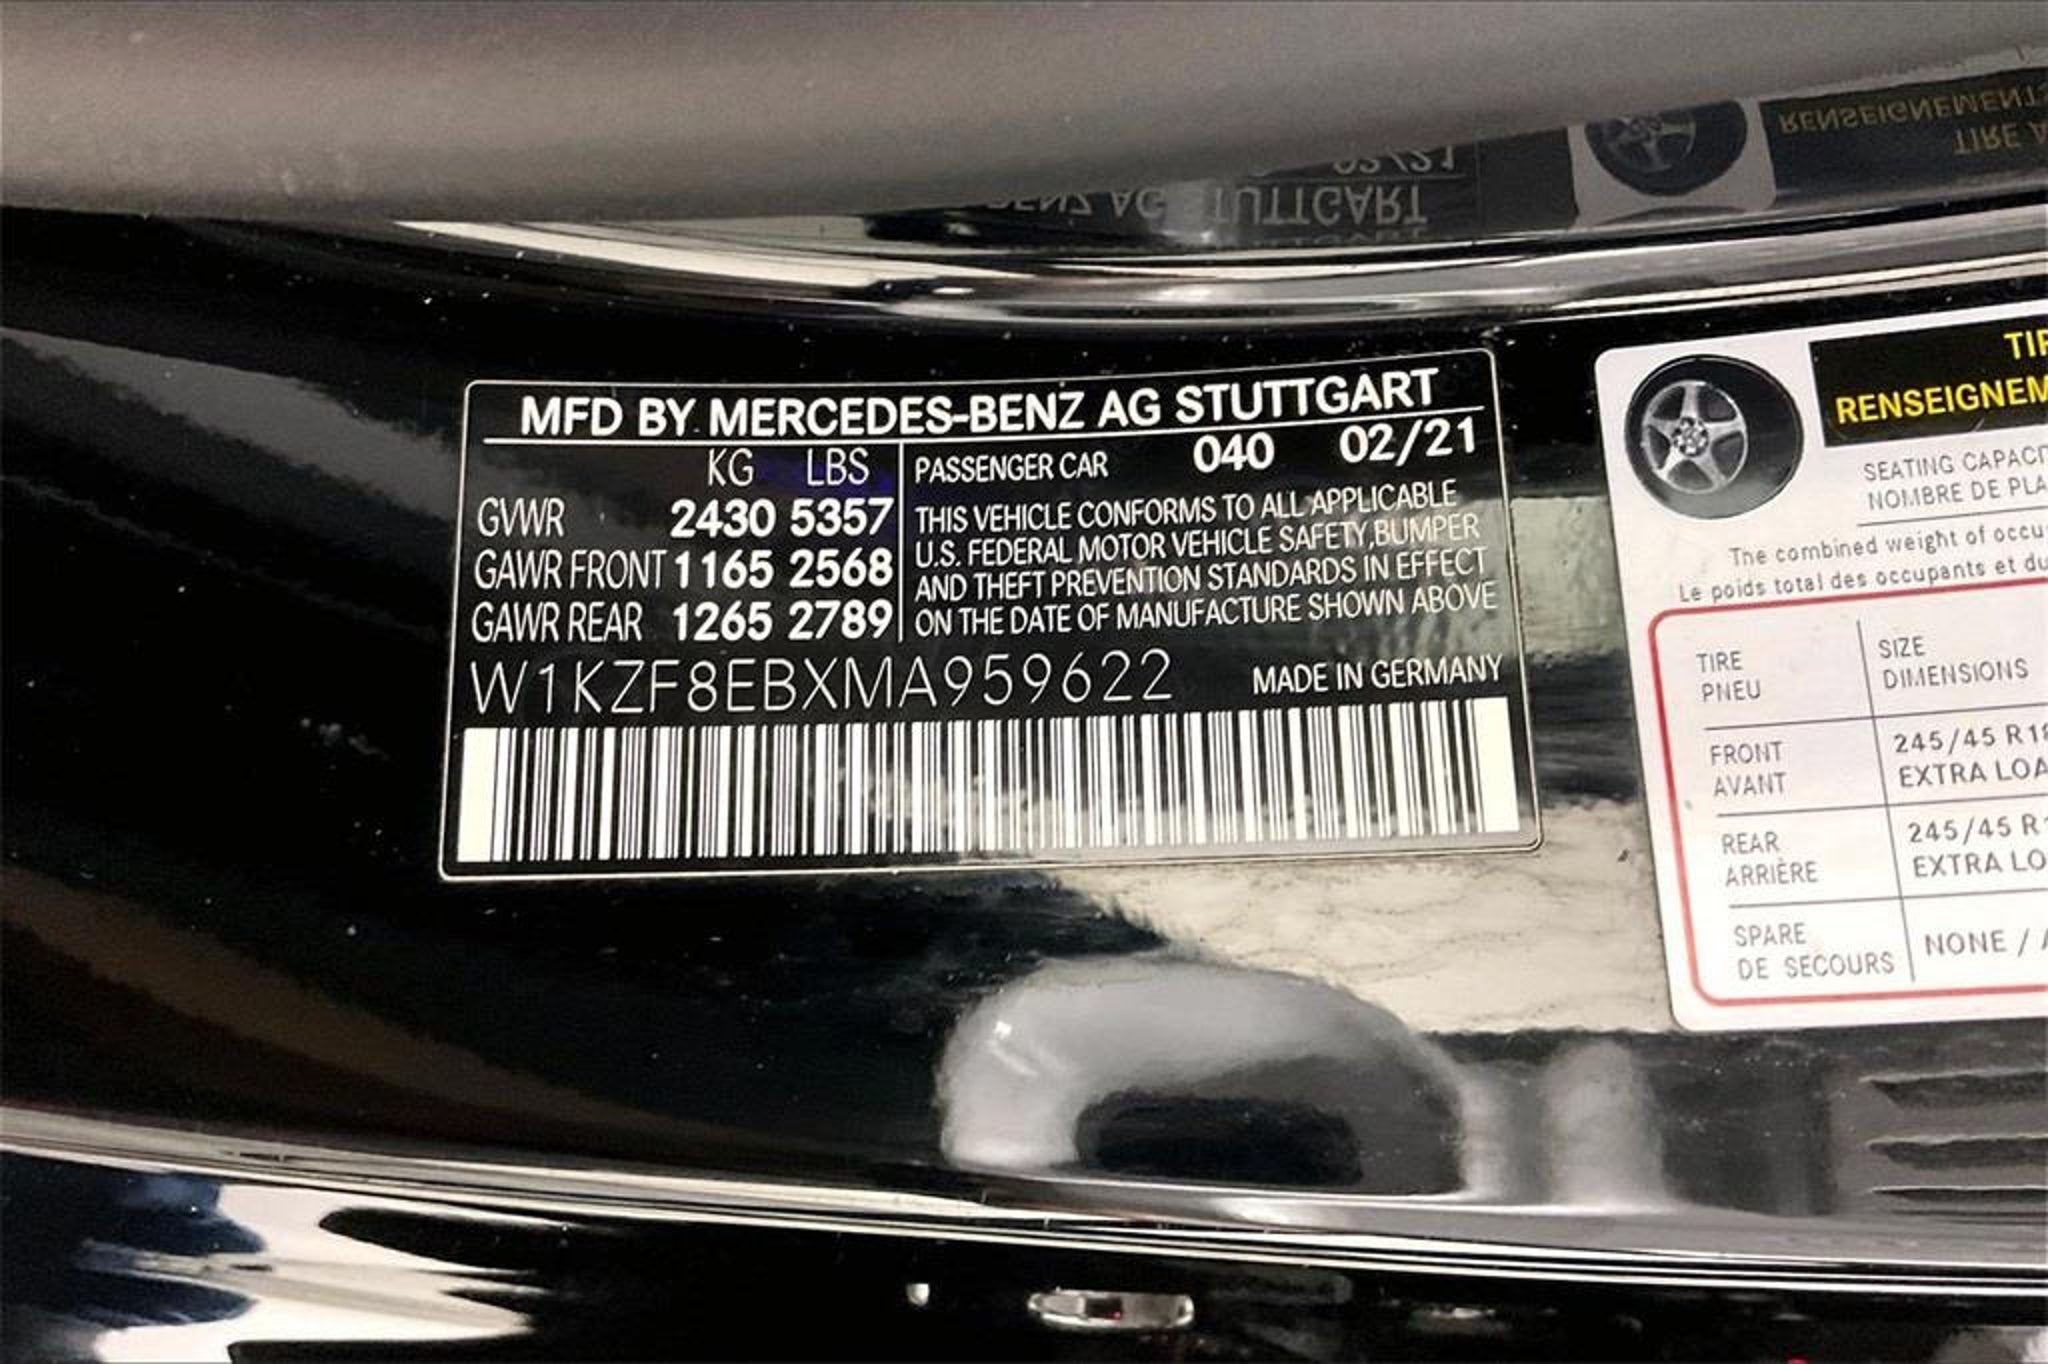 MFD BY MERCEDES-BENZ AG STUTTGART
KG LBS
GVWR 2430 5357
GAWR FRONT 1165 2568
GAWR REAR 1265 2789
PASSENGER CAR 040 02/21
THIS VEHICLE CONFORMS TO ALL APPLICABLE
U.S. FEDERAL MOTOR VEHICLE SAFETY, BUMPER
AND THEFT PREVENTION STANDARDS IN EFFECT
ON THE DATE OF MANUFACTURE SHOWN ABOVE
W1KZF8EBXMA959622 MADE IN GERMANY
SEATING
NOMBRE DE
The combined weight of
Le poids total des occupants et du
TIRE
PNEU
SIZE
DIMENSIONS
FRONT
AVANT
245/45
EXTRA
REAR
ARRIÈRE
245/45
EXTRA
SPARE
DE SECOURS
NONE /